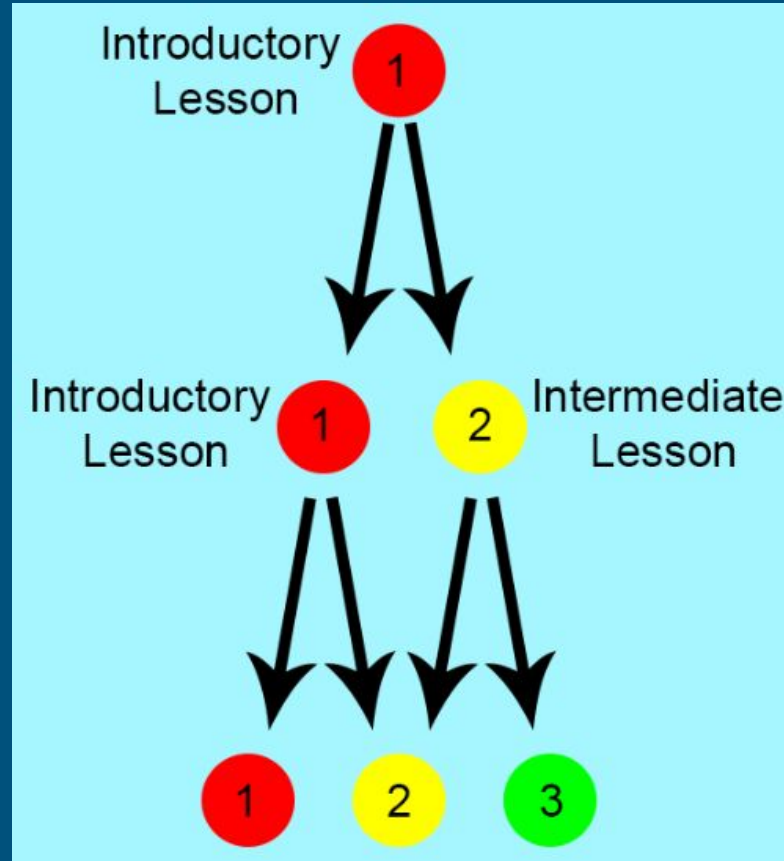 Introductory
Lesson
1
Introductory
Lesson
1
2
Intermediate
Lesson
1
2
3